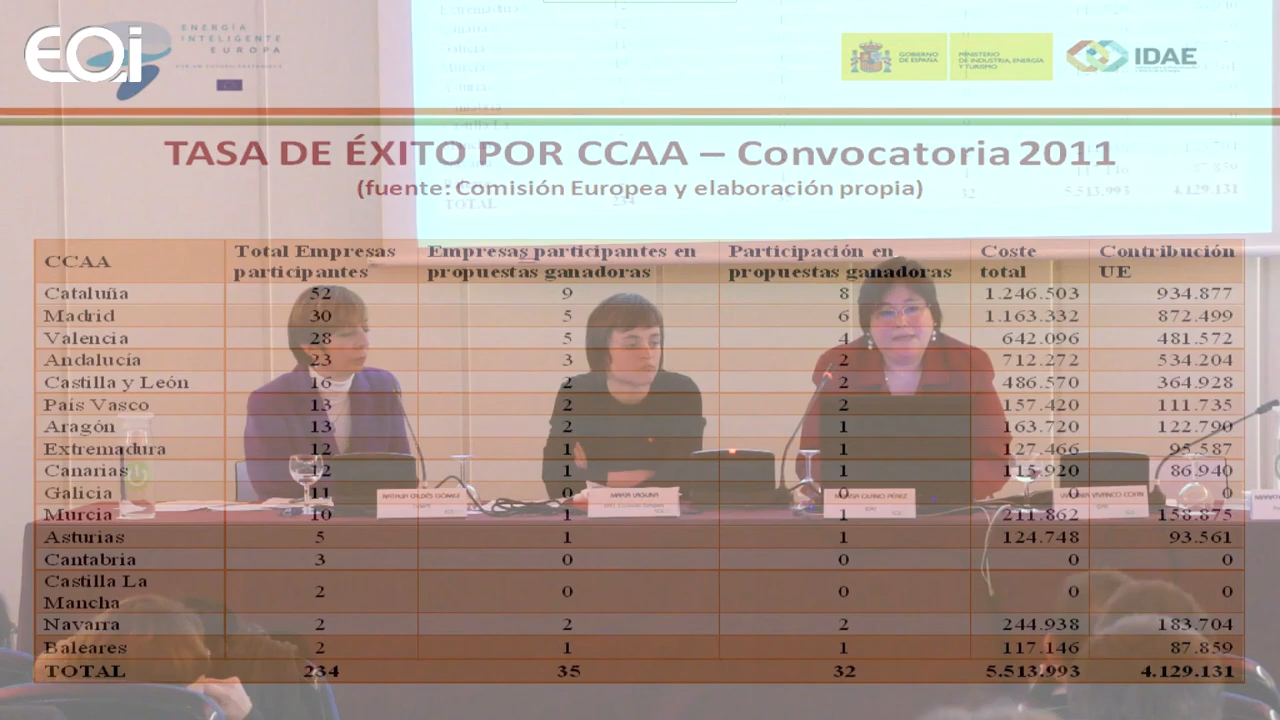 EOi
ENERGÍA
INTELIGENTE
EUROPA
GOBIERNO
DE ESPAÑA
MINISTERIO
DE INDUSTRIA, ENERGÍA
Y TURISMO
IDAE
TASA DE ÉXITO POR CCAA – Convocatoria 2011
(fuente: Comisión Europea y elaboración propia)
CCAA Total Empresas participantes Empresas participantes en propuestas ganadoras Participación en propuestas ganadoras Coste total Contribución UE
Cataluña 52 9 8 1.246.503 934.877
Madrid 30 5 6 1.163.332 872.499
Valencia 28 5 4 642.096 481.572
Andalucía 23 3 2 712.272 534.204
Castilla y León 16 2 2 486.570 364.928
País Vasco 13 2 2 157.420 111.735
Aragón 13 2 1 163.720 122.790
Extremadura 12 1 1 127.466 95.587
Canarias 12 1 1 115.920 86.940
Galicia 11 0 0 0 0
Murcia 10 1 1 211.862 158.875
Asturias 5 1 1 124.748 93.561
Cantabria 3 0 0 0 0
Castilla La Mancha 2 0 0 0 0
Navarra 2 2 2 244.938 183.704
Baleares 2 1 1 117.146 87.859
TOTAL 234 35 32 5.513.993 4.129.131